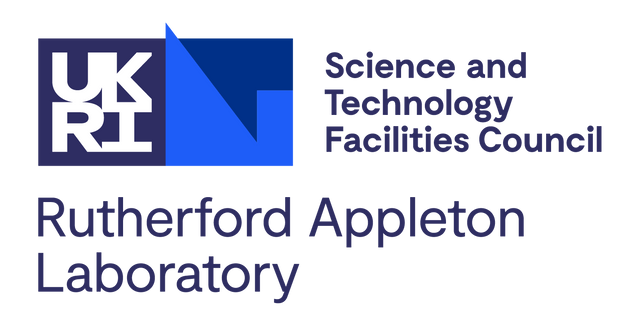 UK
RI
Science and
Technology
Facilities Council
Rutherford Appleton
Laboratory